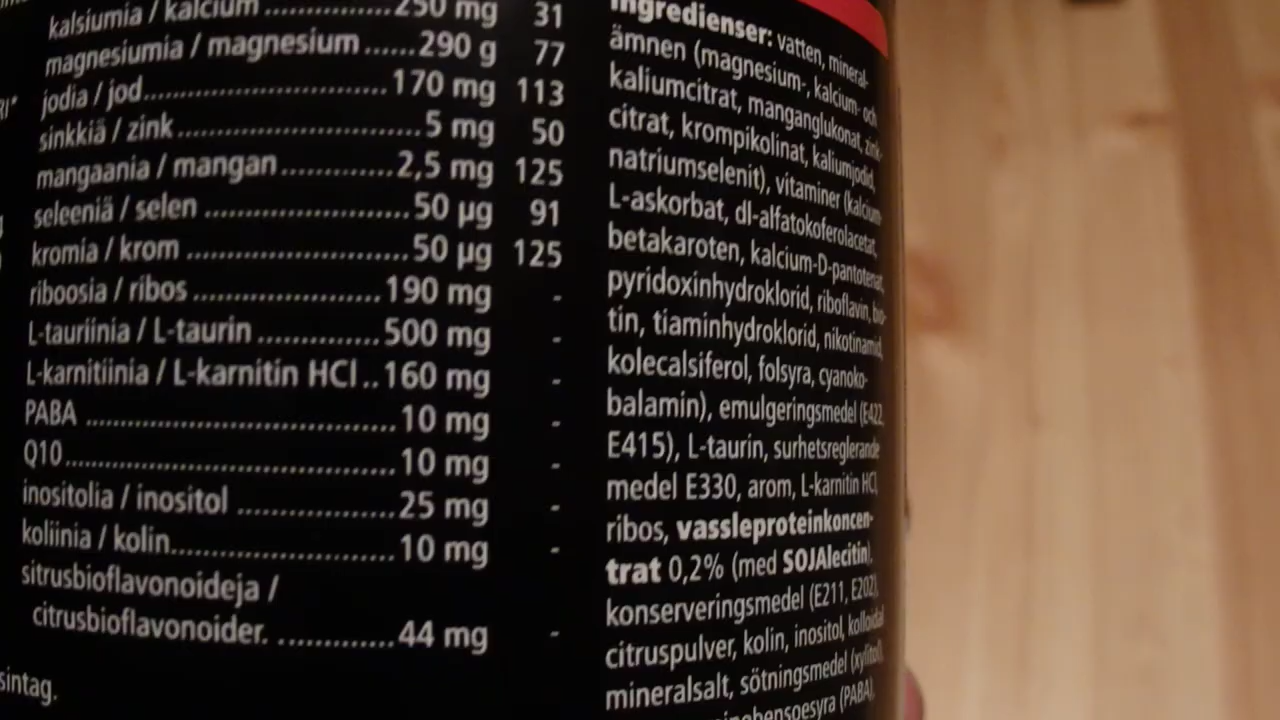 kalsiumia / kalcium ................250 mg 31
magnesiumia / magnesium ......290 g 77
jodia / jod...............................170 mg 113
sinkkiä / zink ...............................5 mg 50
mangaania / mangan ..............2,5 mg 125
seleeniä / selen .........................50 µg 91
kromia / krom ...........................50 µg 125
riboosia / ribos ........................190 mg -
L-tauriinia / L-taurin ................500 mg -
L-karnitiinia / L-karnitin HCl ..160 mg -
PABA ........................................10 mg -
Q10...........................................10 mg -
inositolia / inositol ....................25 mg -
koliinia / kolin............................10 mg -
sitrusbioflavonoideja /
citrusbioflavonoider. ..............44 mg -
sintag.
Ingredienser: vatten, mineral-
ämnen (magnesium-, kalcium- och
kaliumcitrat, manganglukonat, zink-
citrat, krompikolinat, kaliumjodid,
natriumselenit), vitaminer (kalcium-
L-askorbat, dl-alfatokoferolacetat,
betakaroten, kalcium-D-pantotenat,
pyridoxinhydroklorid, riboflavin, bio-
tin, tiaminhydroklorid, nikotinamid,
kolecalsiferol, folsyra, cyanoko-
balamin), emulgeringsmedel (E422,
E415), L-taurin, surhetsreglerande
medel E330, arom, L-karnitin HCl,
ribos, vassleproteinkoncen-
trat 0,2% (med SOJAlecitin),
konserveringsmedel (E211, E202),
citruspulver, kolin, inositol, kolloidal
mineralsalt, sötningsmedel (xylitol),
(PABA),